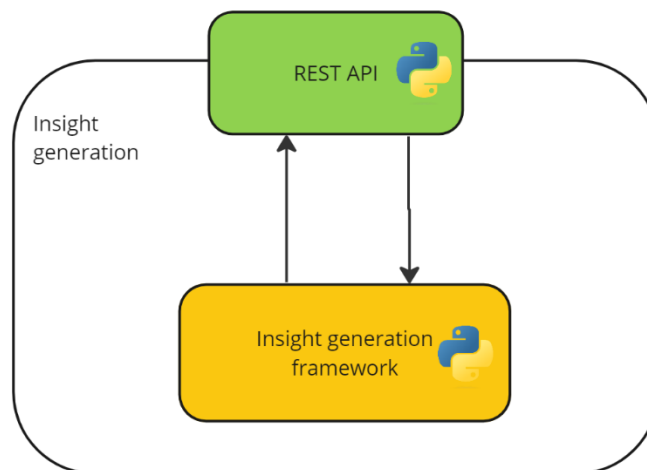 REST API
Insight
generation
Insight generation
framework